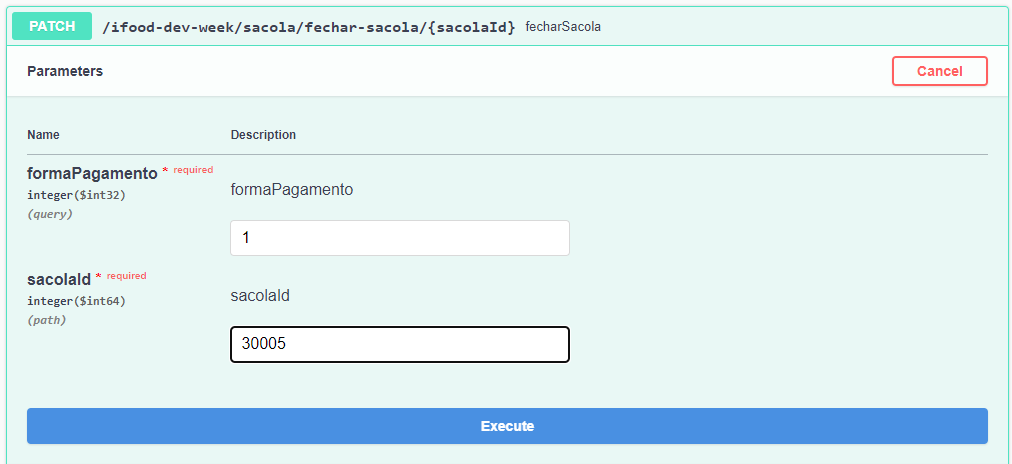 PATCH /ifood-dev-week/sacola/fechar-sacola/{sacolaId} fecharSacola
Parameters Cancel
Name Description
formaPagamento * required
integer($int32)
(query)
formaPagamento
1
sacolaId * required
integer($int64)
(path)
sacolaId
30005
Execute